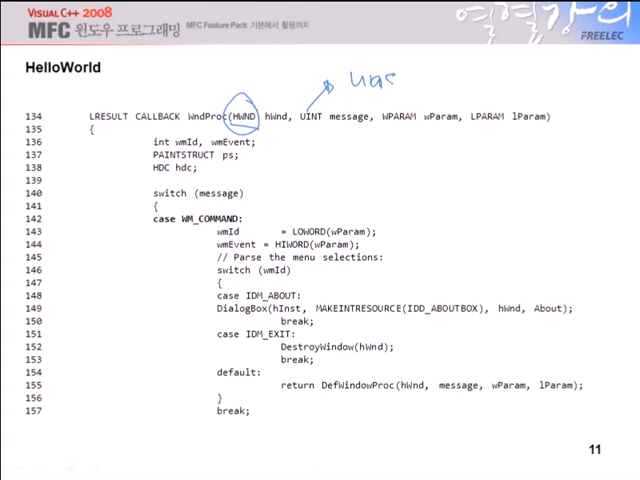 VISUAL C++ 2008
MFC 윈도우 프로그래밍 MFC Feature Pack 기본에서 활용까지
열혈강의
FREELEC
HelloWorld
134 LRESULT CALLBACK WndProc(HWND hWnd, UINT message, WPARAM wParam, LPARAM lParam)
135 {
136 int wmId, wmEvent;
137 PAINTSTRUCT ps;
138 HDC hdc;
139
140 switch (message)
141 {
142 case WM_COMMAND:
143 wmId = LOWORD(wParam);
144 wmEvent = HIWORD(wParam);
145 // Parse the menu selections:
146 switch (wmId)
147 {
148 case IDM_ABOUT:
149 DialogBox(hInst, MAKEINTRESOURCE(IDD_ABOUTBOX), hWnd, About);
150 break;
151 case IDM_EXIT:
152 DestroyWindow(hWnd);
153 break;
154 default:
155 return DefWindowProc(hWnd, message, wParam, lParam);
156 }
157 break;
11